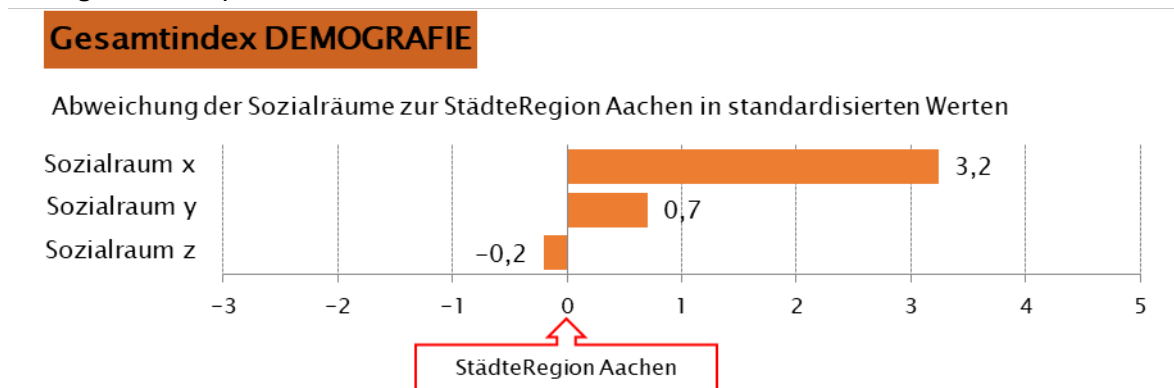 Gesamtindex DEMOGRAFIE
Abweichung der Sozialräume zur StädteRegion Aachen in standardisierten Werten
Sozialraum x 3,2
Sozialraum y 0,7
Sozialraum z −0,2
−3 −2 −1 0 1 2 3 4 5
StädteRegion Aachen